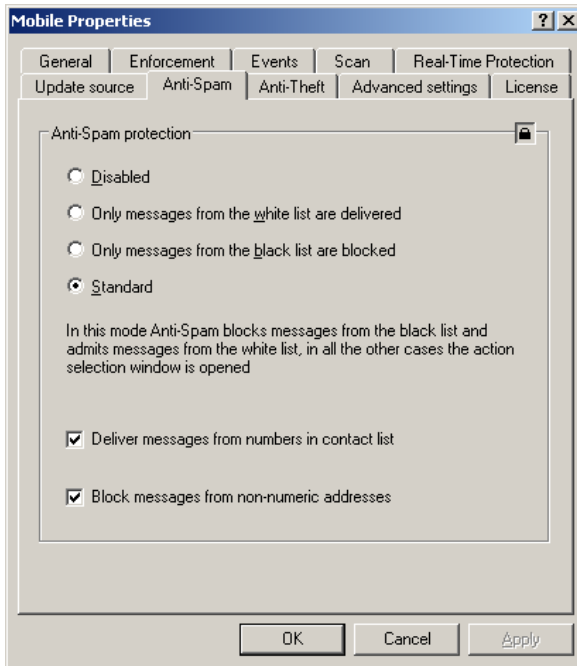 Mobile Properties
General Enforcement Events Scan Real-Time Protection
Update source Anti-Spam Anti-Theft Advanced settings License
Anti-Spam protection
Disabled
Only messages from the white list are delivered
Only messages from the black list are blocked
Standard
In this mode Anti-Spam blocks messages from the black list and
admits messages from the white list, in all the other cases the action
selection window is opened
Deliver messages from numbers in contact list
Block messages from non-numeric addresses
OK Cancel Apply